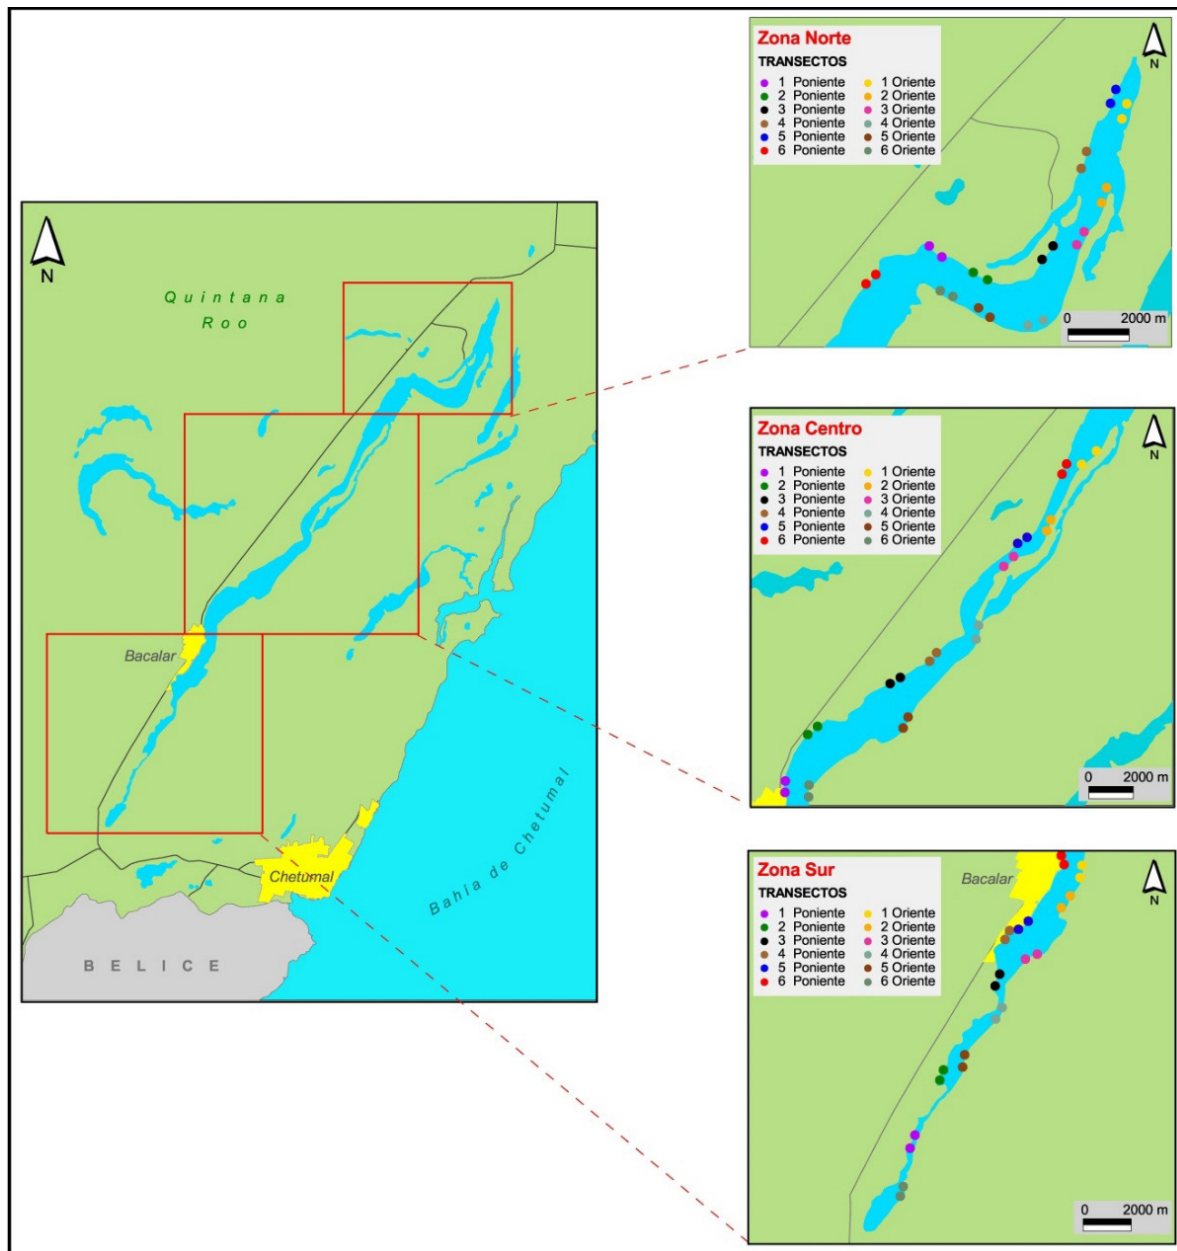 N
Quintana
Roo
Bacalar
Chetumal
Bahía de Chetumal
BELICE
Zona Norte
TRANSECTOS
1 Poniente 1 Oriente
2 Poniente 2 Oriente
3 Poniente 3 Oriente
4 Poniente 4 Oriente
5 Poniente 5 Oriente
6 Poniente 6 Oriente
N
0 2000 m
Zona Centro
TRANSECTOS
1 Poniente 1 Oriente
2 Poniente 2 Oriente
3 Poniente 3 Oriente
4 Poniente 4 Oriente
5 Poniente 5 Oriente
6 Poniente 6 Oriente
N
0 2000 m
Zona Sur
TRANSECTOS
1 Poniente 1 Oriente
2 Poniente 2 Oriente
3 Poniente 3 Oriente
4 Poniente 4 Oriente
5 Poniente 5 Oriente
6 Poniente 6 Oriente
Bacalar
N
0 2000 m